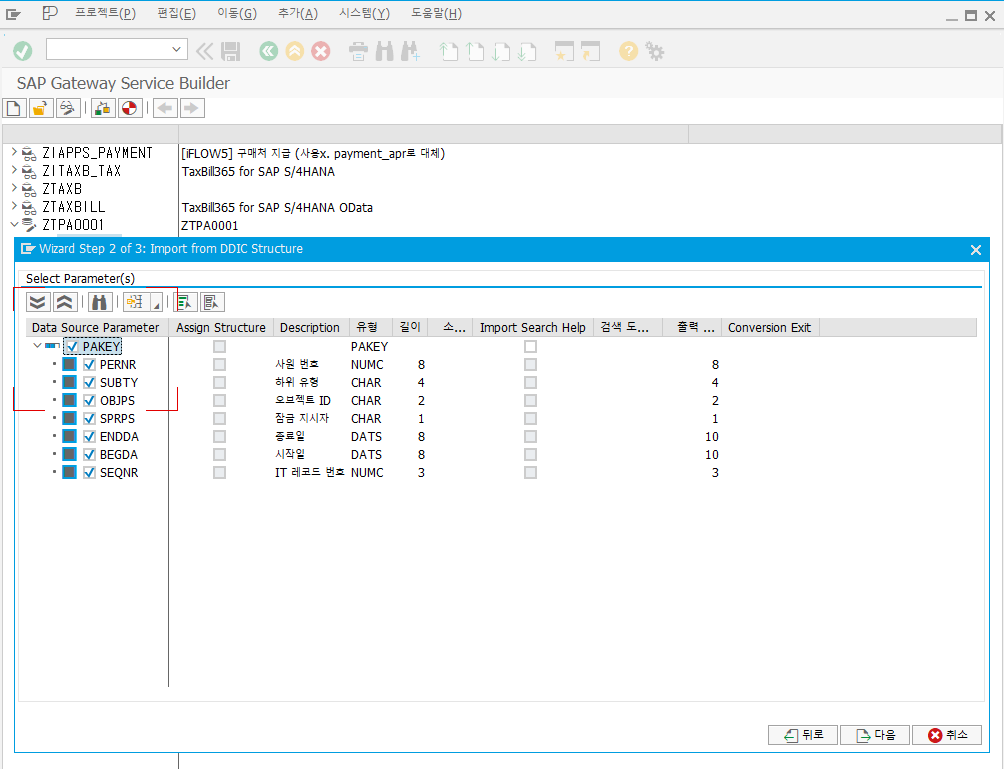 프로젝트(P) 편집(E) 이동(G) 추가(A) 시스템(Y) 도움말(H)
SAP Gateway Service Builder
ZIAPPS_PAYMENT [iFLOW5] 구매처 지급 (사용x. payment_apr로 대체)
ZITAXB_TAX TaxBill365 for SAP S/4HANA
ZTAXB
ZTAXBILL TaxBill365 for SAP S/4HANA OData
ZTPA0001 ZTPA0001
Wizard Step 2 of 3: Import from DDIC Structure
Select Parameter(s)
Data Source Parameter Assign Structure Description 유형 길이 소... Import Search Help 검색 도... 출력 ... Conversion Exit
PAKEY PAKEY
PERNR 사원 번호 NUMC 8 8
SUBTY 하위 유형 CHAR 4 4
OBJPS 오브젝트 ID CHAR 2 2
SPRPS 잠금 지시자 CHAR 1 1
ENDDA 종료일 DATS 8 10
BEGDA 시작일 DATS 8 10
SEQNR IT 레코드 번호 NUMC 3 3
뒤로 다음 취소